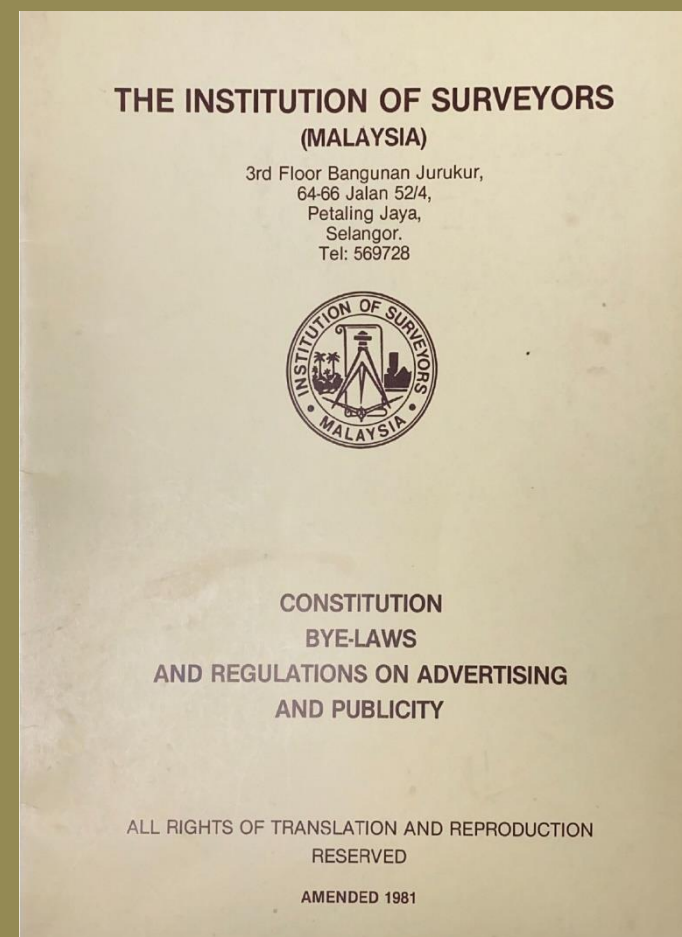 THE INSTITUTION OF SURVEYORS
(MALAYSIA)
3rd Floor Bangunan Jurukur,
64-66 Jalan 52/4,
Petaling Jaya,
Selangor.
Tel: 569728
INSTITUTION OF SURVEYORS
• MALAYSIA •
CONSTITUTION
BYE-LAWS
AND REGULATIONS ON ADVERTISING
AND PUBLICITY
ALL RIGHTS OF TRANSLATION AND REPRODUCTION
RESERVED
AMENDED 1981